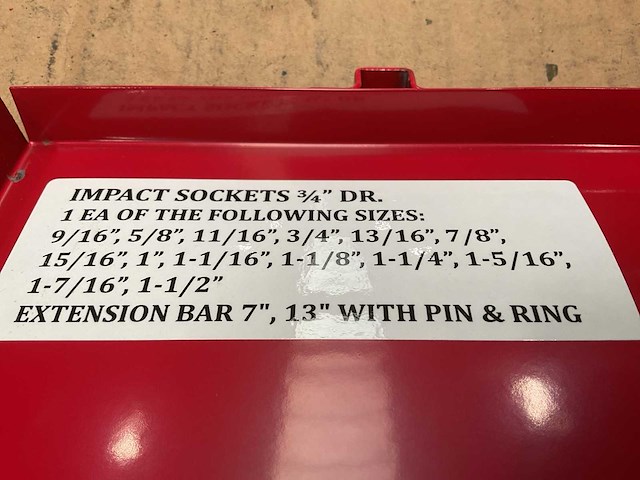 IMPACT SOCKETS ¾” DR.
1 EA OF THE FOLLOWING SIZES:
9/16”, 5/8”, 11/16”, 3/4”, 13/16”, 7/8”,
15/16”, 1”, 1-1/16”, 1-1/8”, 1-1/4”, 1-5/16”,
1-7/16”, 1-1/2”
EXTENSION BAR 7", 13" WITH PIN & RING